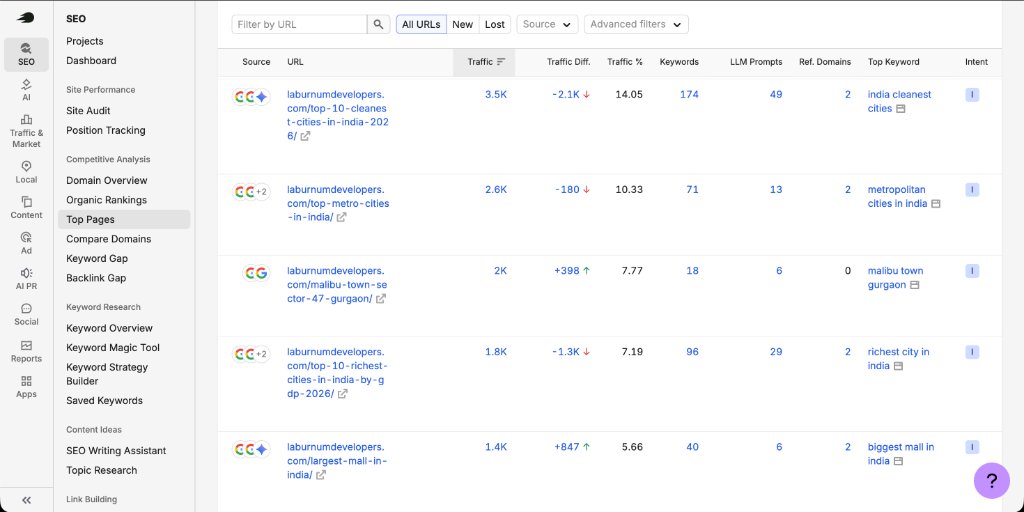 SEO
AI
Traffic &
Market
Local
Content
Ad
AI PR
Social
Reports
Apps
SEO
Projects
Dashboard
Site Performance
Site Audit
Position Tracking
Competitive Analysis
Domain Overview
Organic Rankings
Top Pages
Compare Domains
Keyword Gap
Backlink Gap
Keyword Research
Keyword Overview
Keyword Magic Tool
Keyword Strategy
Builder
Saved Keywords
Content Ideas
SEO Writing Assistant
Topic Research
Link Building
Filter by URL All URLs New Lost Source Advanced filters
Source URL Traffic Traffic Diff. Traffic % Keywords LLM Prompts Ref. Domains Top Keyword Intent
laburnumdevelopers. 3.5K -2.1K 14.05 174 49 2 india cleanest I
com/top-10-cleanes cities
t-cities-in-india-202
6/
+2 laburnumdevelopers. 2.6K -180 10.33 71 13 2 metropolitan I
com/top-metro-cities cities in india
-in-india/
laburnumdevelopers. 2K +398 7.77 18 6 0 malibu town I
com/malibu-town-se gurgaon
ctor-47-gurgaon/
+2 laburnumdevelopers. 1.8K -1.3K 7.19 96 29 2 richest city in I
com/top-10-richest- india
cities-in-india-by-g
dp-2026/
laburnumdevelopers. 1.4K +847 5.66 40 6 2 biggest mall in I
com/largest-mall-in- india
india/
?